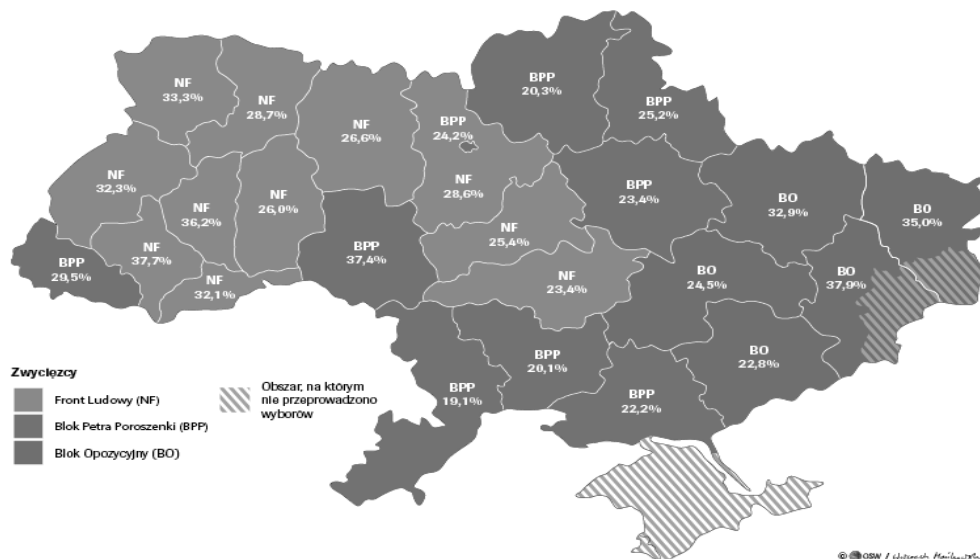 NF
33,3%
NF
28,7%
NF
26,6%
BPP
24,2%
BPP
20,3%
BPP
25,2%
NF
32,3%
NF
36,2%
NF
26,0%
NF
28,6%
BPP
23,4%
BO
32,9%
BO
35,0%
BPP
29,5%
NF
37,7%
NF
32,1%
BPP
37,4%
NF
25,4%
NF
23,4%
BO
24,5%
BO
37,9%
BPP
19,1%
BPP
20,1%
BPP
22,2%
BO
22,8%
Zwycięzcy
Front Ludowy (NF)
Blok Petra Poroszenki (BPP)
Blok Opozycyjny (BO)
Obszar, na którym
nie przeprowadzono
wyborów
© OSW /